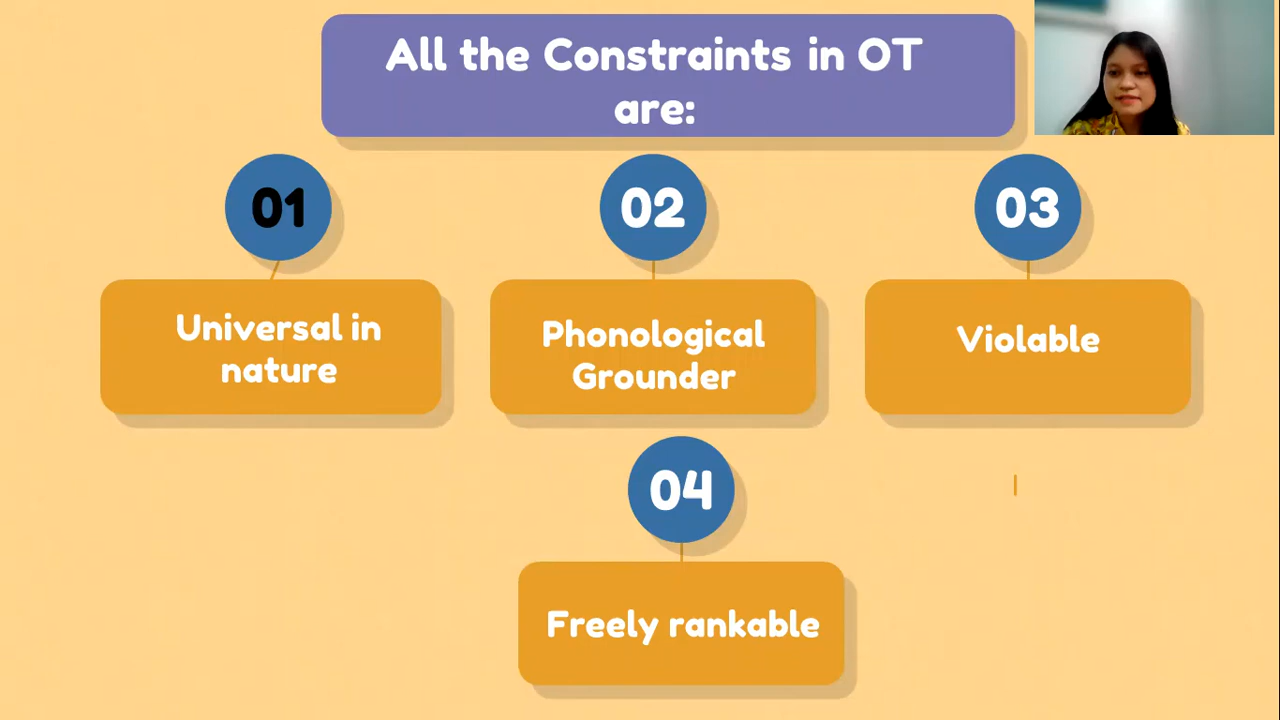 All the Constraints in OT
are:
01
02
03
Universal in
nature
Phonological
Grounder
Violable
04
Freely rankable